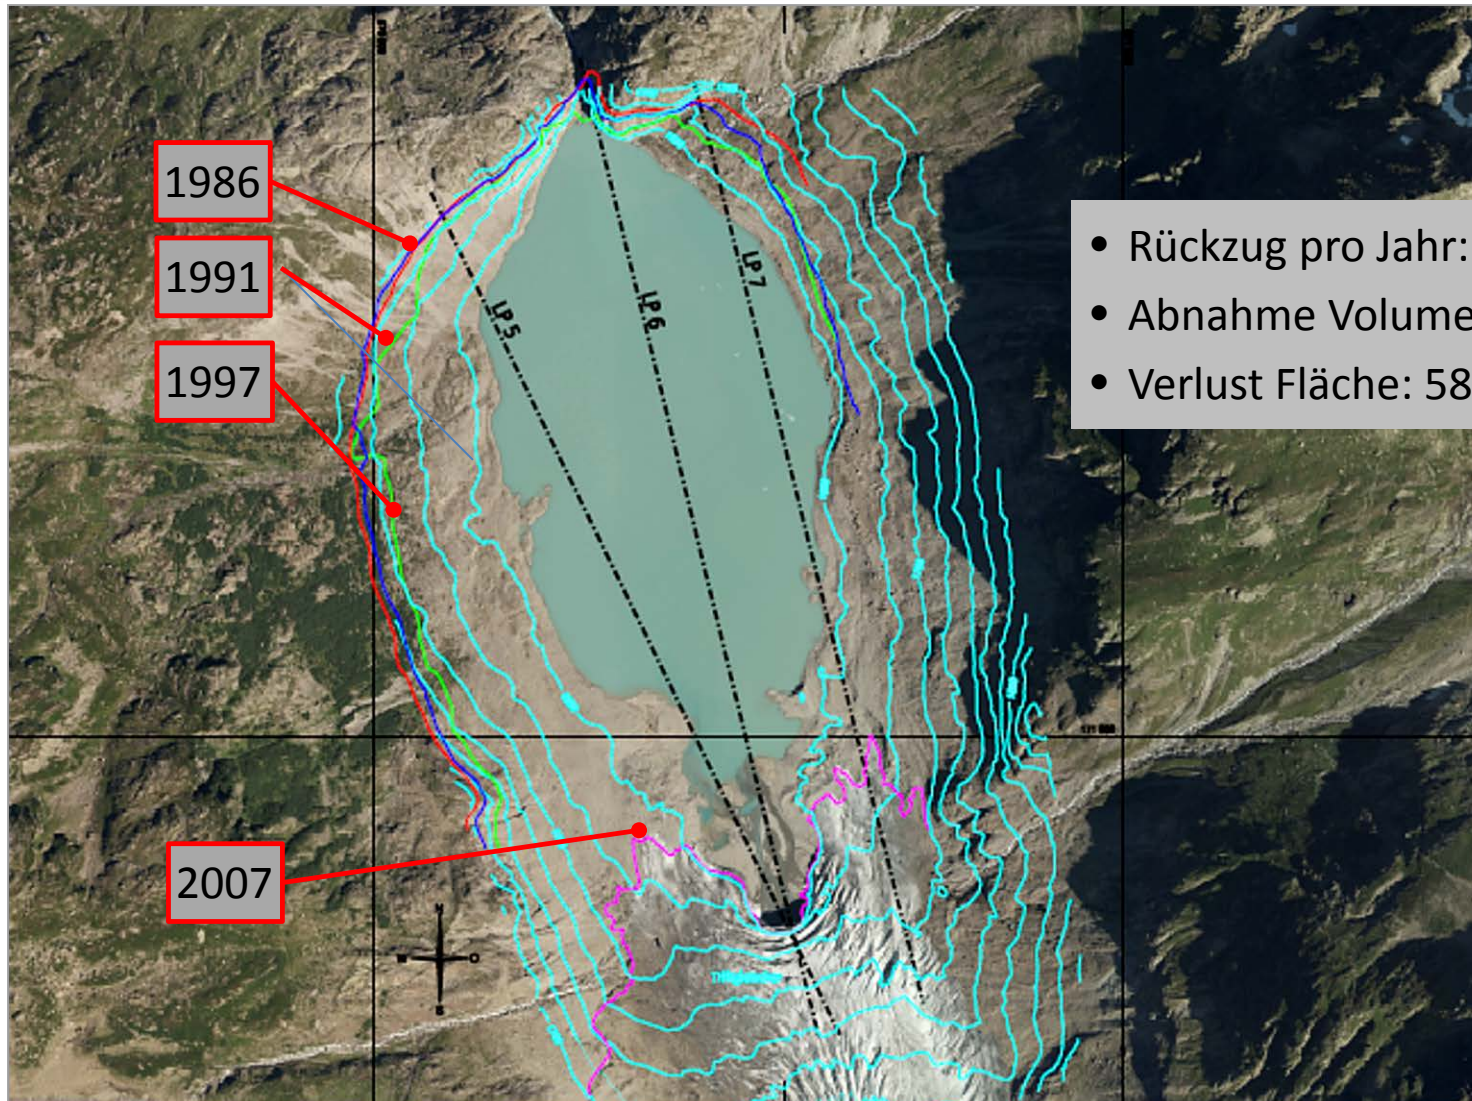 1986
1991
1997
2007
• Rückzug pro Jahr:
• Abnahme Volume
• Verlust Fläche: 58
LP 5
LP 6
LP 7
N
W
O
S